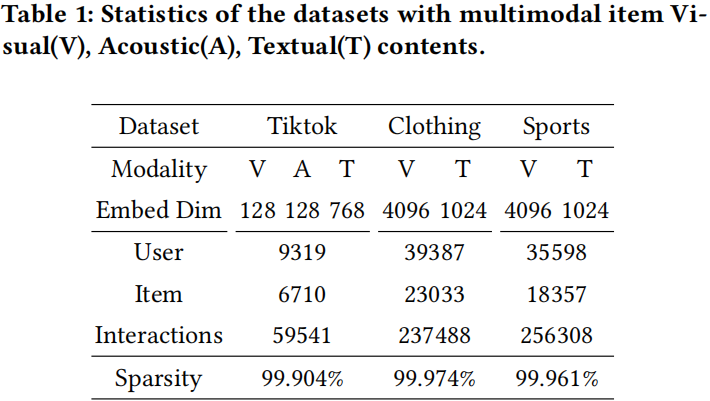 Table 1: Statistics of the datasets with multimodal item Vi-
sual(V), Acoustic(A), Textual(T) contents.
Dataset Tiktok Clothing Sports
Modality V A T V T V T
Embed Dim 128 128 768 4096 1024 4096 1024
User 9319 39387 35598
Item 6710 23033 18357
Interactions 59541 237488 256308
Sparsity 99.904% 99.974% 99.961%